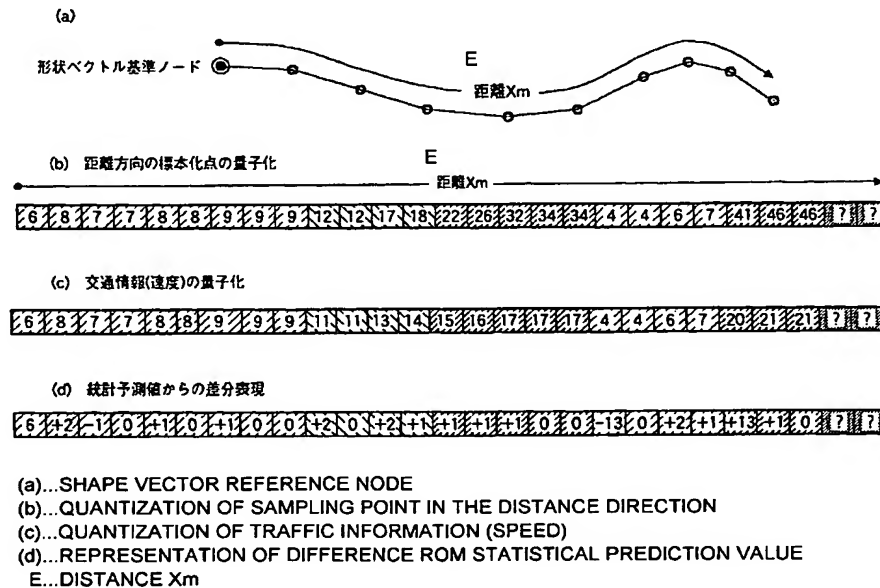 (a)
形状ベクトル基準ノード
E
距離Xm
(b) 距離方向の標本化点の量子化
E
距離Xm
6 8 7 7 8 8 9 9 9 12 12 17 18 22 26 32 34 34 4 4 6 7 41 46 46 ? ?
(c) 交通情報(速度)の量子化
6 8 7 7 8 8 9 9 9 11 11 13 14 15 16 17 17 17 4 4 6 7 20 21 21 ? ?
(d) 統計予測値からの差分表現
6 +2 -1 0 +1 0 +1 0 0 +2 0 +2 +1 +1 +1 +1 0 0 -13 0 +2 +1 +13 +1 0 ? ?
(a)...SHAPE VECTOR REFERENCE NODE
(b)...QUANTIZATION OF SAMPLING POINT IN THE DISTANCE DIRECTION
(c)...QUANTIZATION OF TRAFFIC INFORMATION (SPEED)
(d)...REPRESENTATION OF DIFFERENCE ROM STATISTICAL PREDICTION VALUE
E...DISTANCE Xm